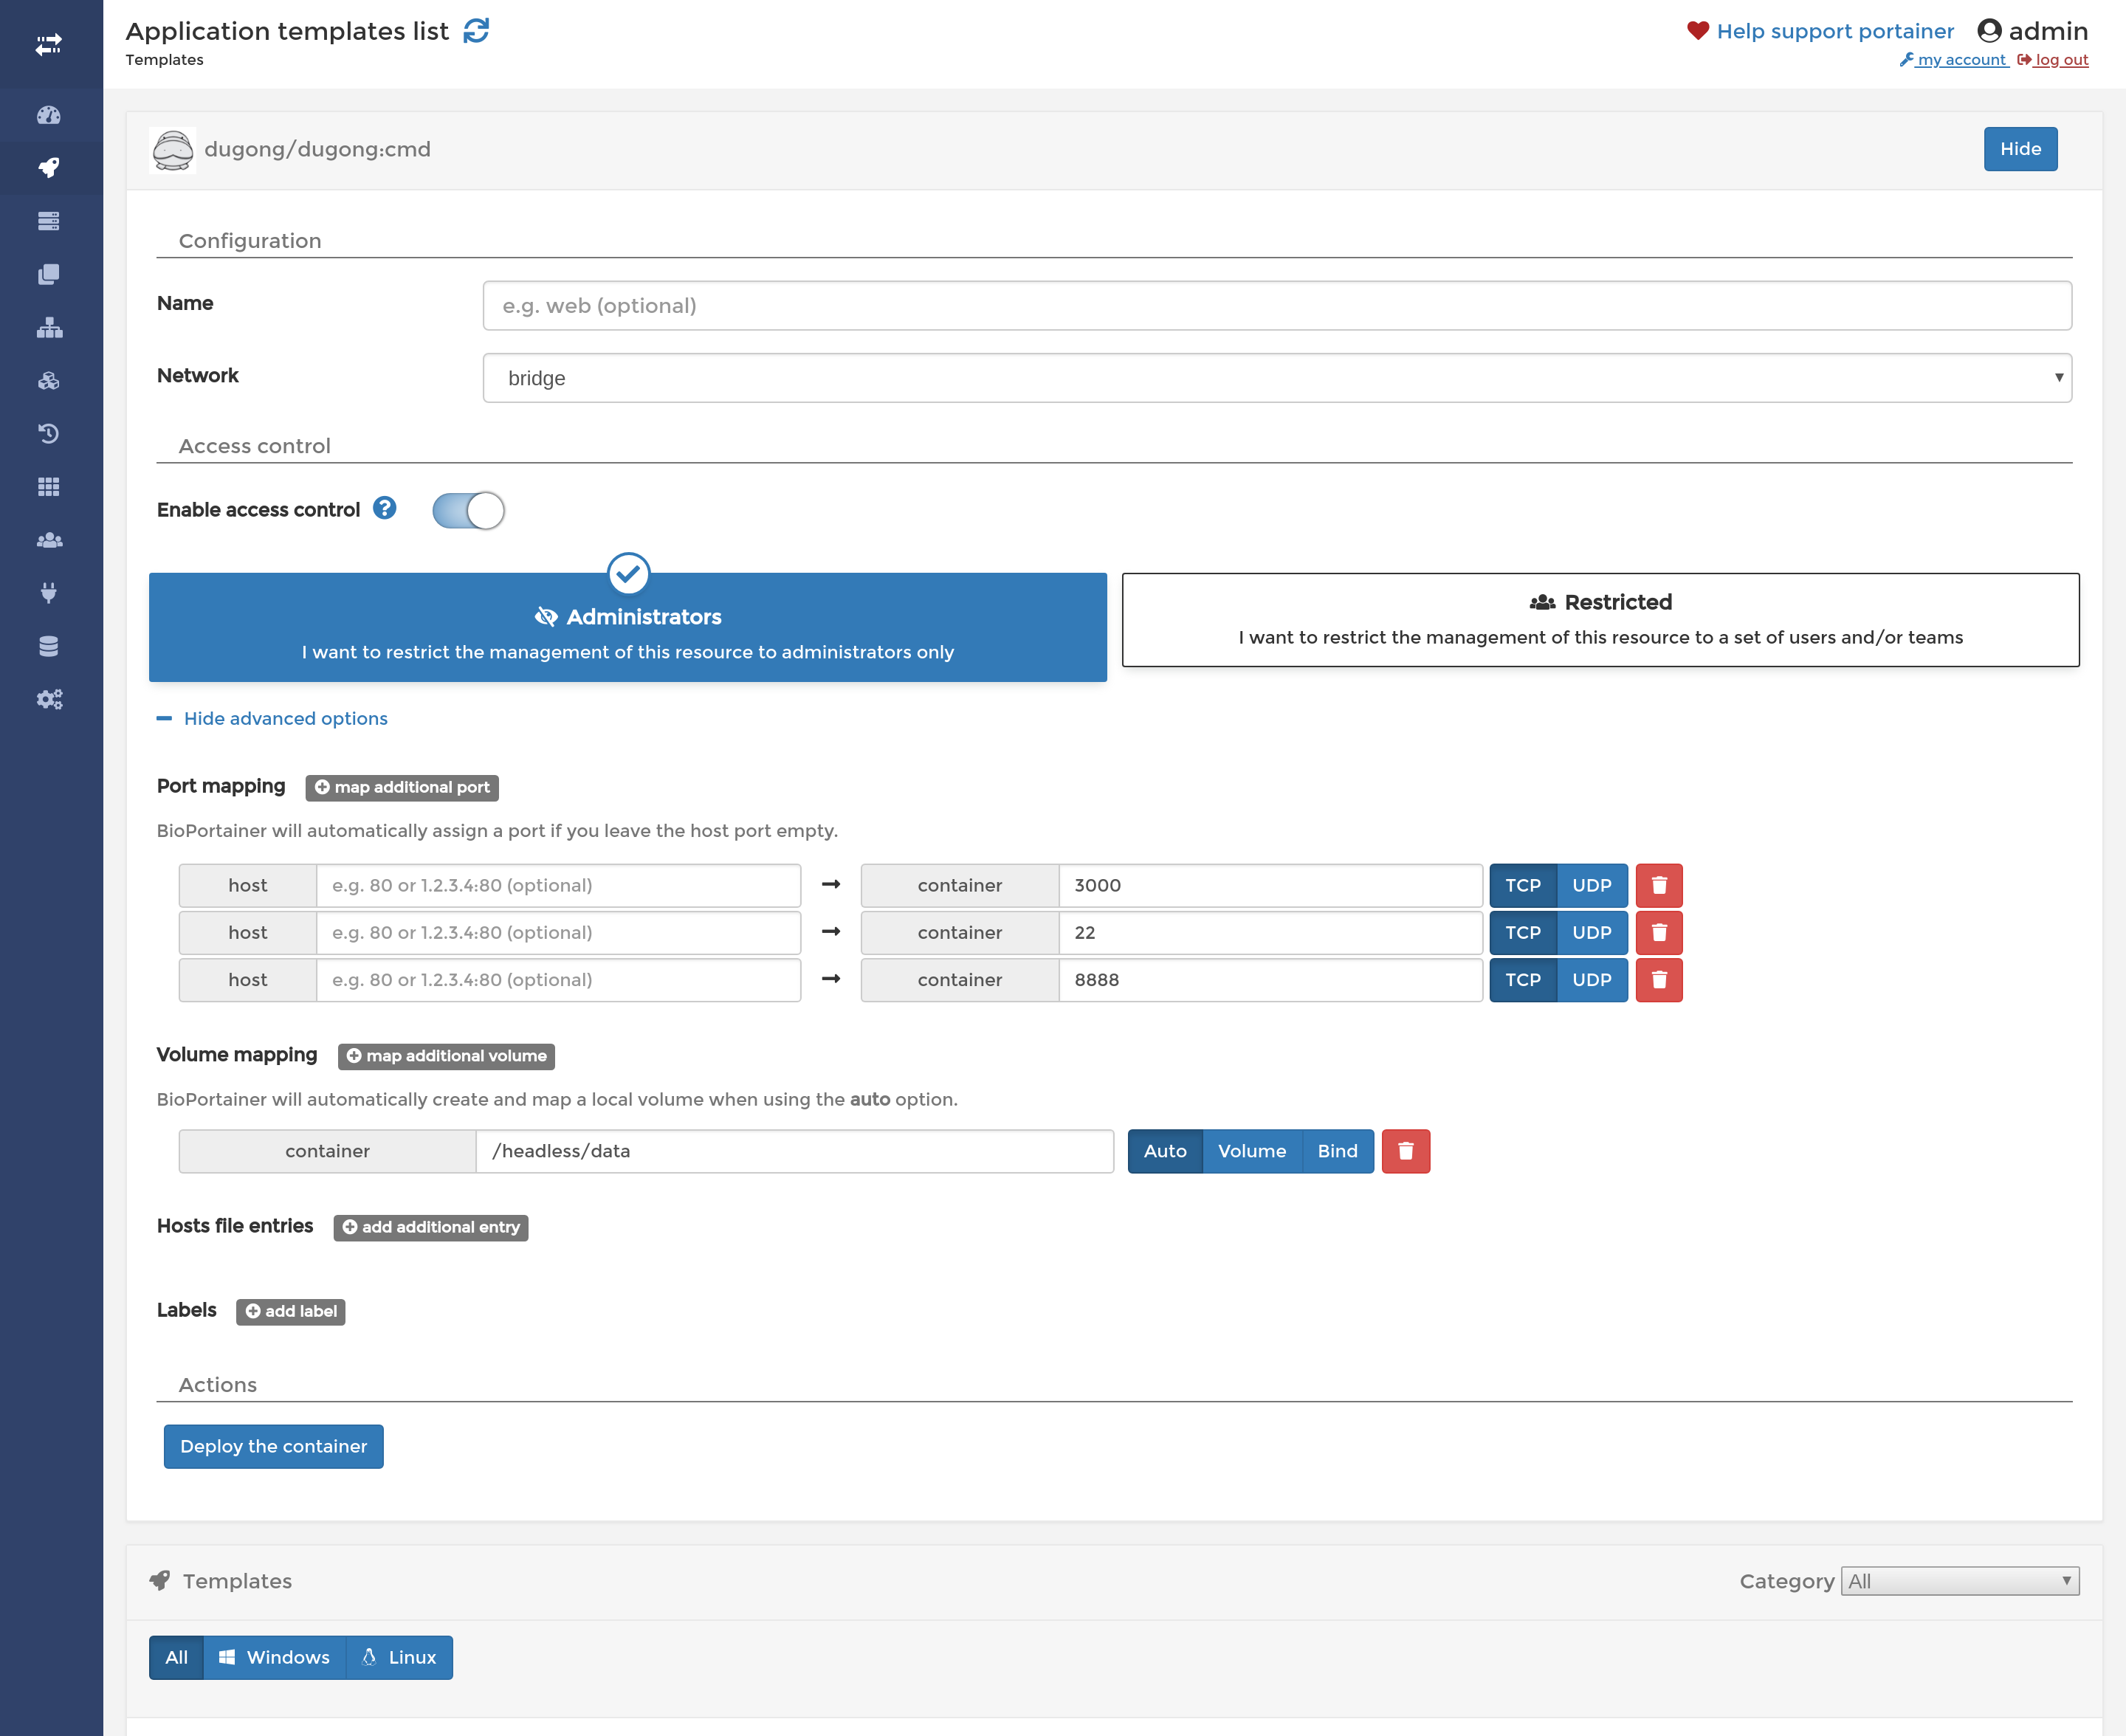 Application templates list
Help support portainer admin
Templates
my account log out
dugong/dugong:cmd
Hide
Configuration
Name e.g. web (optional)
Network bridge
Access control
Enable access control ?
Administrators
I want to restrict the management of this resource to administrators only
Restricted
I want to restrict the management of this resource to a set of users and/or teams
Hide advanced options
Port mapping map additional port
BioPortainer will automatically assign a port if you leave the host port empty.
host e.g. 80 or 1.2.3.4:80 (optional) container 3000 TCP UDP
host e.g. 80 or 1.2.3.4:80 (optional) container 22 TCP UDP
host e.g. 80 or 1.2.3.4:80 (optional) container 8888 TCP UDP
Volume mapping map additional volume
BioPortainer will automatically create and map a local volume when using the auto option.
container /headless/data Auto Volume Bind
Hosts file entries add additional entry
Labels add label
Actions
Deploy the container
Templates
Category All
All Windows Linux